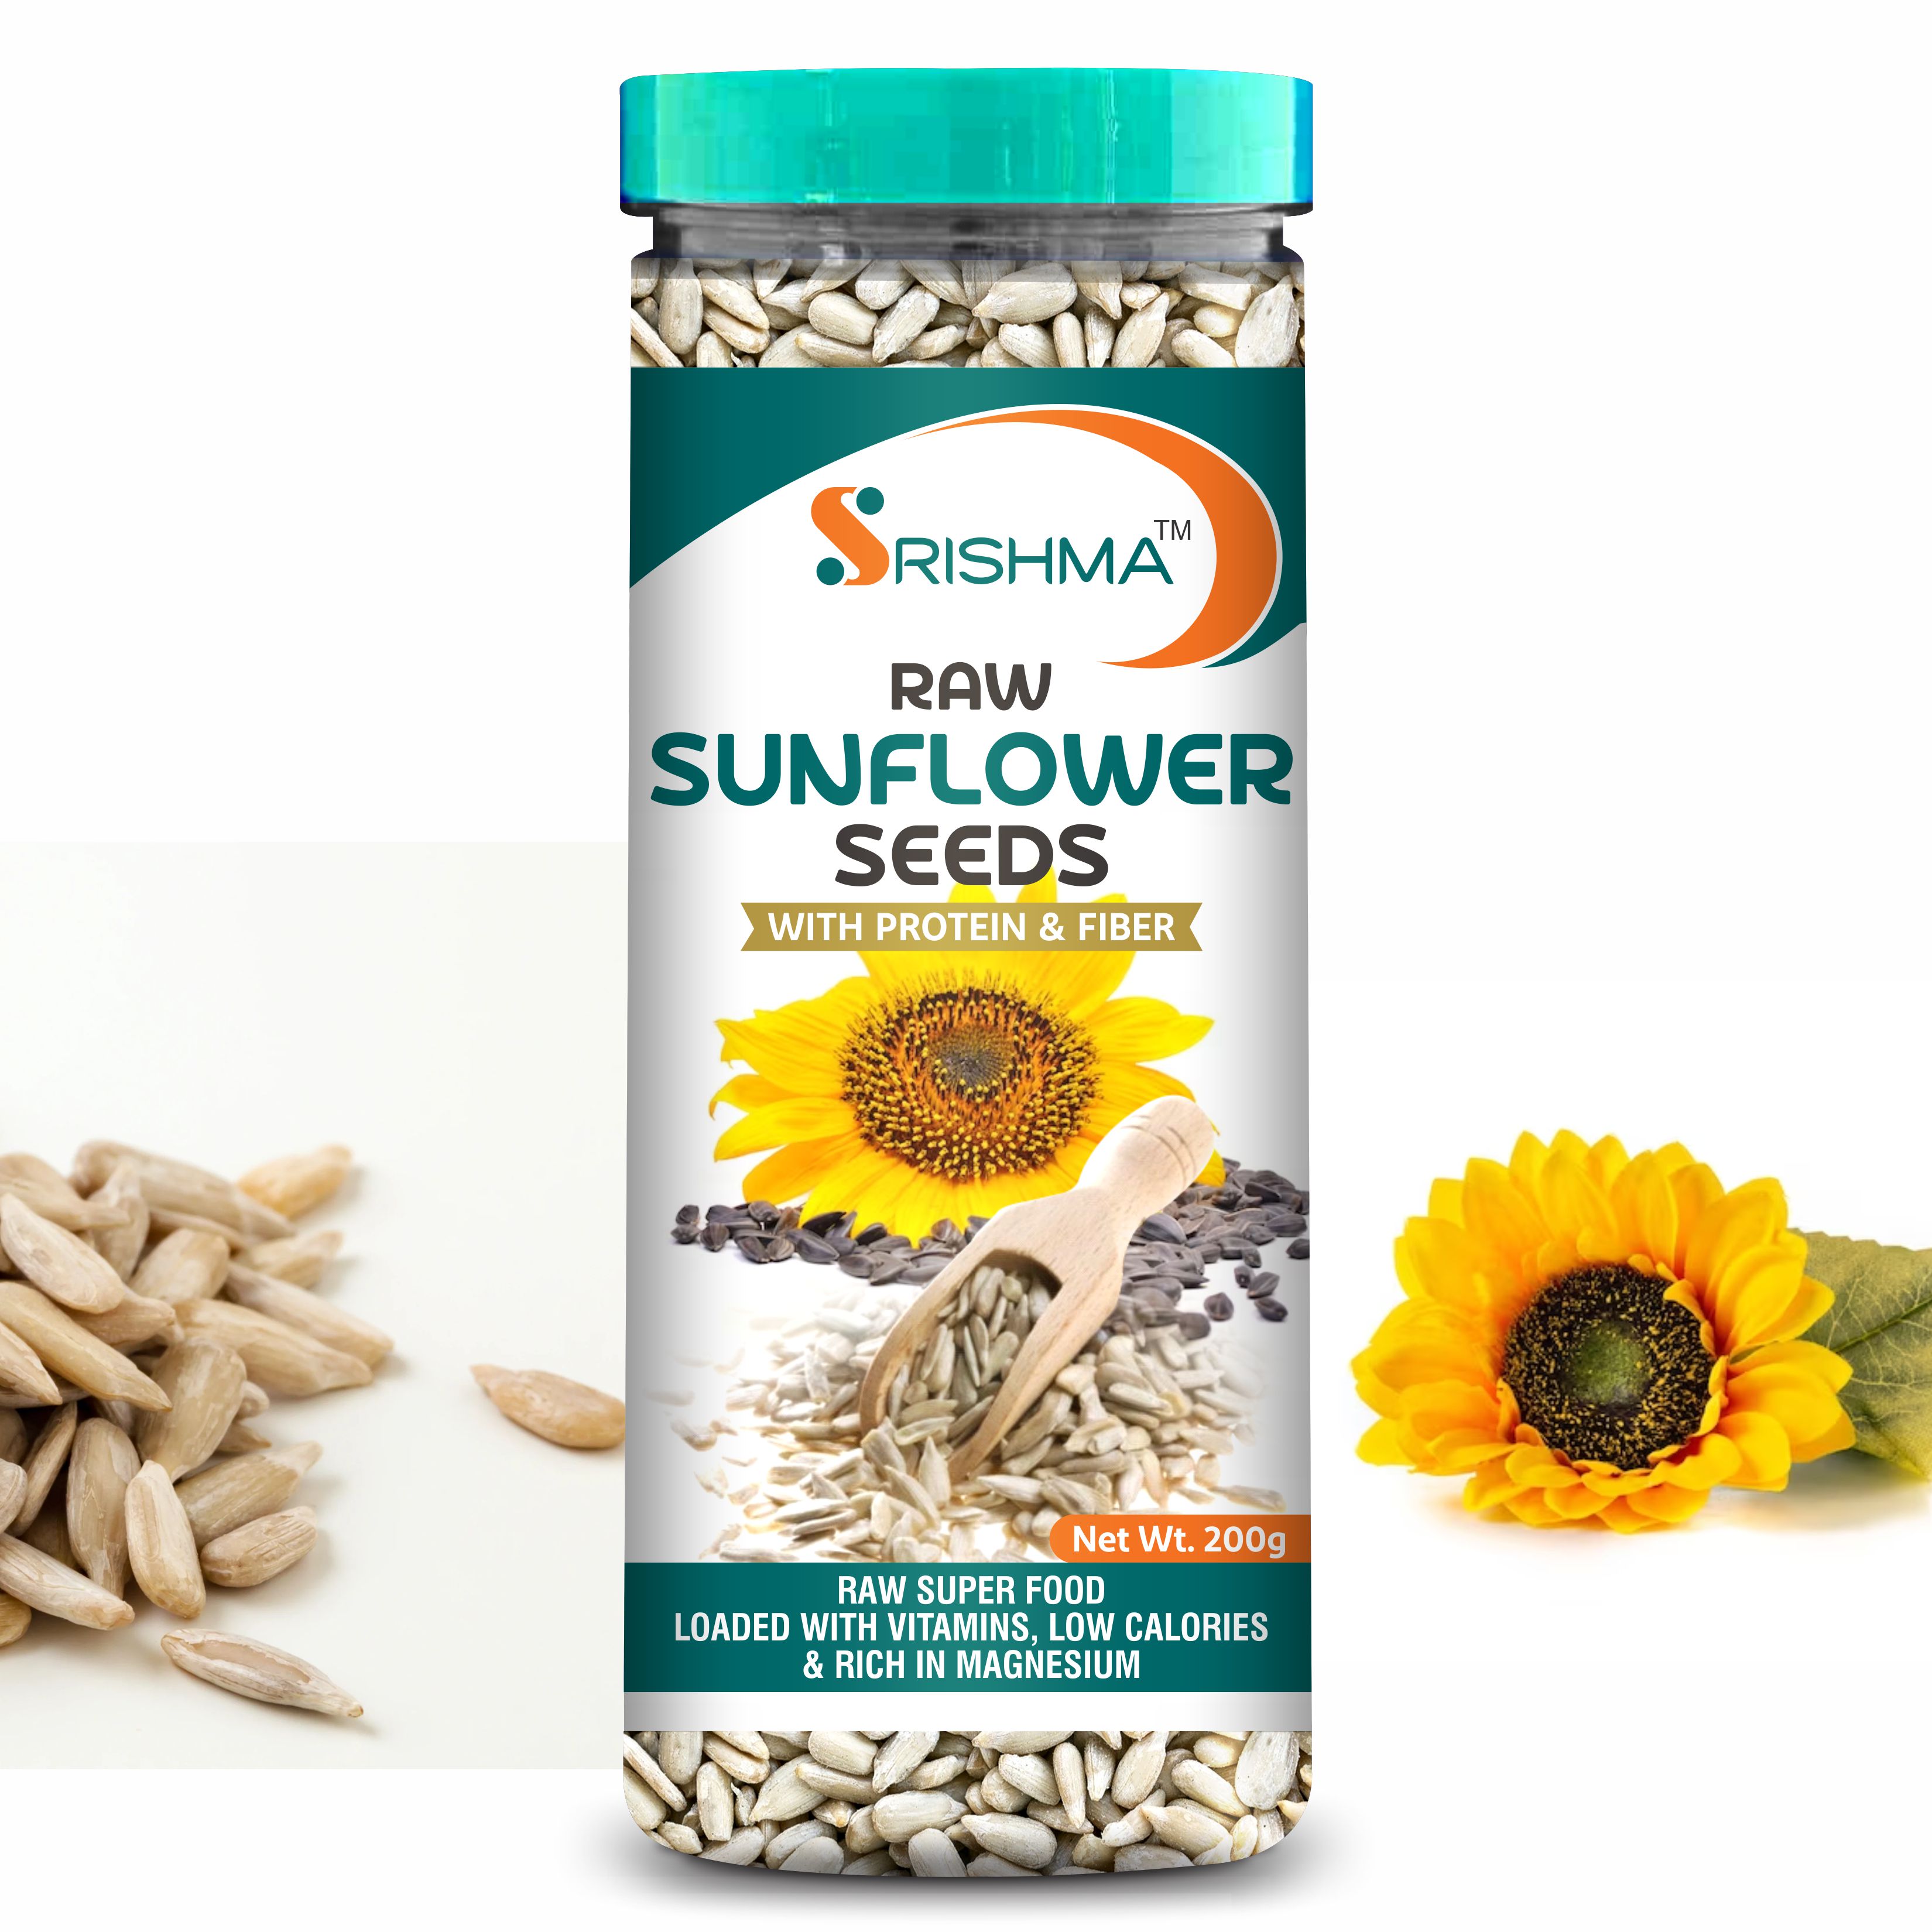 SRISHMA™
RAW
SUNFLOWER
SEEDS
WITH PROTEIN & FIBER
Net Wt. 200g
RAW SUPER FOOD
LOADED WITH VITAMINS, LOW CALORIES
& RICH IN MAGNESIUM